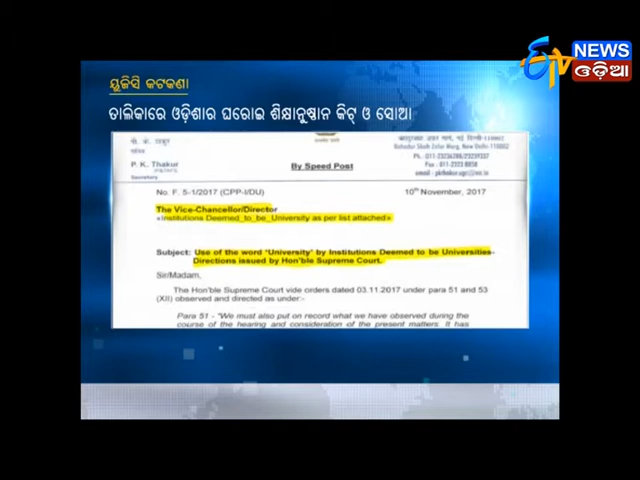 ETV NEWS
ଓଡ଼ିଆ
ୟୁଜିସି କଟକଣା
ତାଲିକାରେ ଓଡ଼ିଶାର ଘରୋଇ ଶିକ୍ଷାନୁଷ୍ଠାନ କିଟ୍ ଓ ସୋଆ
P. K. Thakur
Secretary
By Speed Post
Bahadur Shah Zafar Marg, New Delhi-110002
Ph.: 011-23236288/23239337
No. F. 5-1/2017 (CPP-I/DU)
10th November, 2017
The Vice-Chancellor/Director
«Institutions Deemed_to_be_University as per list attached»
Subject: Use of the word 'University' by Institutions Deemed to be Universities-
Directions issued by Hon'ble Supreme Court.
Sir/Madam,
The Hon'ble Supreme Court vide orders dated 03.11.2017 under para 51 and 53
(XII) observed and directed as under:-
Para 51 - "We must also put on record what we have observed during the
course of the hearing and consideration of the present matters. It has